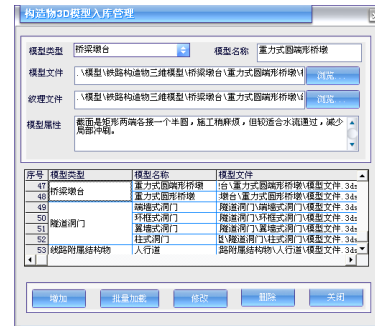 构造物3D模型入库管理
模型类型 桥梁墩台 模型名称 重力式圆端形桥墩
模型文件 .\模型\铁路构造物三维模型\桥梁墩台\重力式圆端形桥墩\ 浏览...
纹理文件 .\模型\铁路构造物三维模型\桥梁墩台\重力式圆端形桥墩\ 浏览...
模型属性 截面是矩形两端各接一个半圆，施工稍麻烦，但较适合水流通过，减少
局部冲刷。
序号 模型类型 模型名称 模型文件
47 桥梁墩台 重力式圆端形桥墩 台\重力式圆端形桥墩\模型文件.3ds
48 重力式圆形桥墩 墩台\重力式圆形桥墩\模型文件.3ds
49 隧道洞门 端墙式洞门 隧道洞门\端墙式洞门\模型文件.3ds
50 环框式洞门 隧道洞门\环框式洞门\模型文件.3ds
51 翼墙式洞门 隧道洞门\翼墙式洞门\模型文件.3ds
52 柱式洞门 \隧道洞门\柱式洞门\模型文件.3ds
53 线路附属结构物 人行道 路附属结构物\人行道\模型文件.3ds
增加 批量加载 修改 删除 关闭